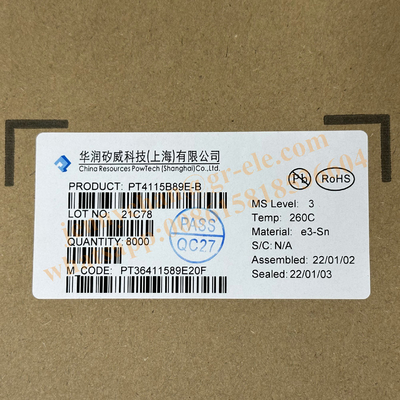 华润矽威科技(上海)有限公司
China Resources PowTech (Shanghai)Co.,Ltd.
PRODUCT: PT4115B89E-B
LOT NO: 21C78
QUANTITY: 8000
M_CODE: PT36411589E20F
PASS
QC27
Pb
RoHS
MS Level: 3
Temp: 260C
Material: e3-Sn
S/C: N/A
Assembled: 22/01/02
Sealed: 22/01/03